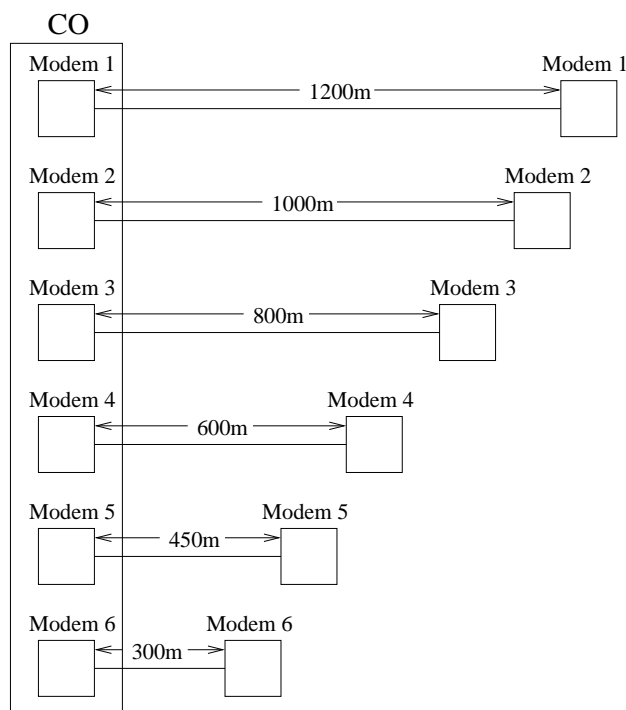 CO
Modem 1 Modem 1
1200m
Modem 2 Modem 2
1000m
Modem 3 Modem 3
800m
Modem 4 Modem 4
600m
Modem 5 Modem 5
450m
Modem 6 Modem 6
300m